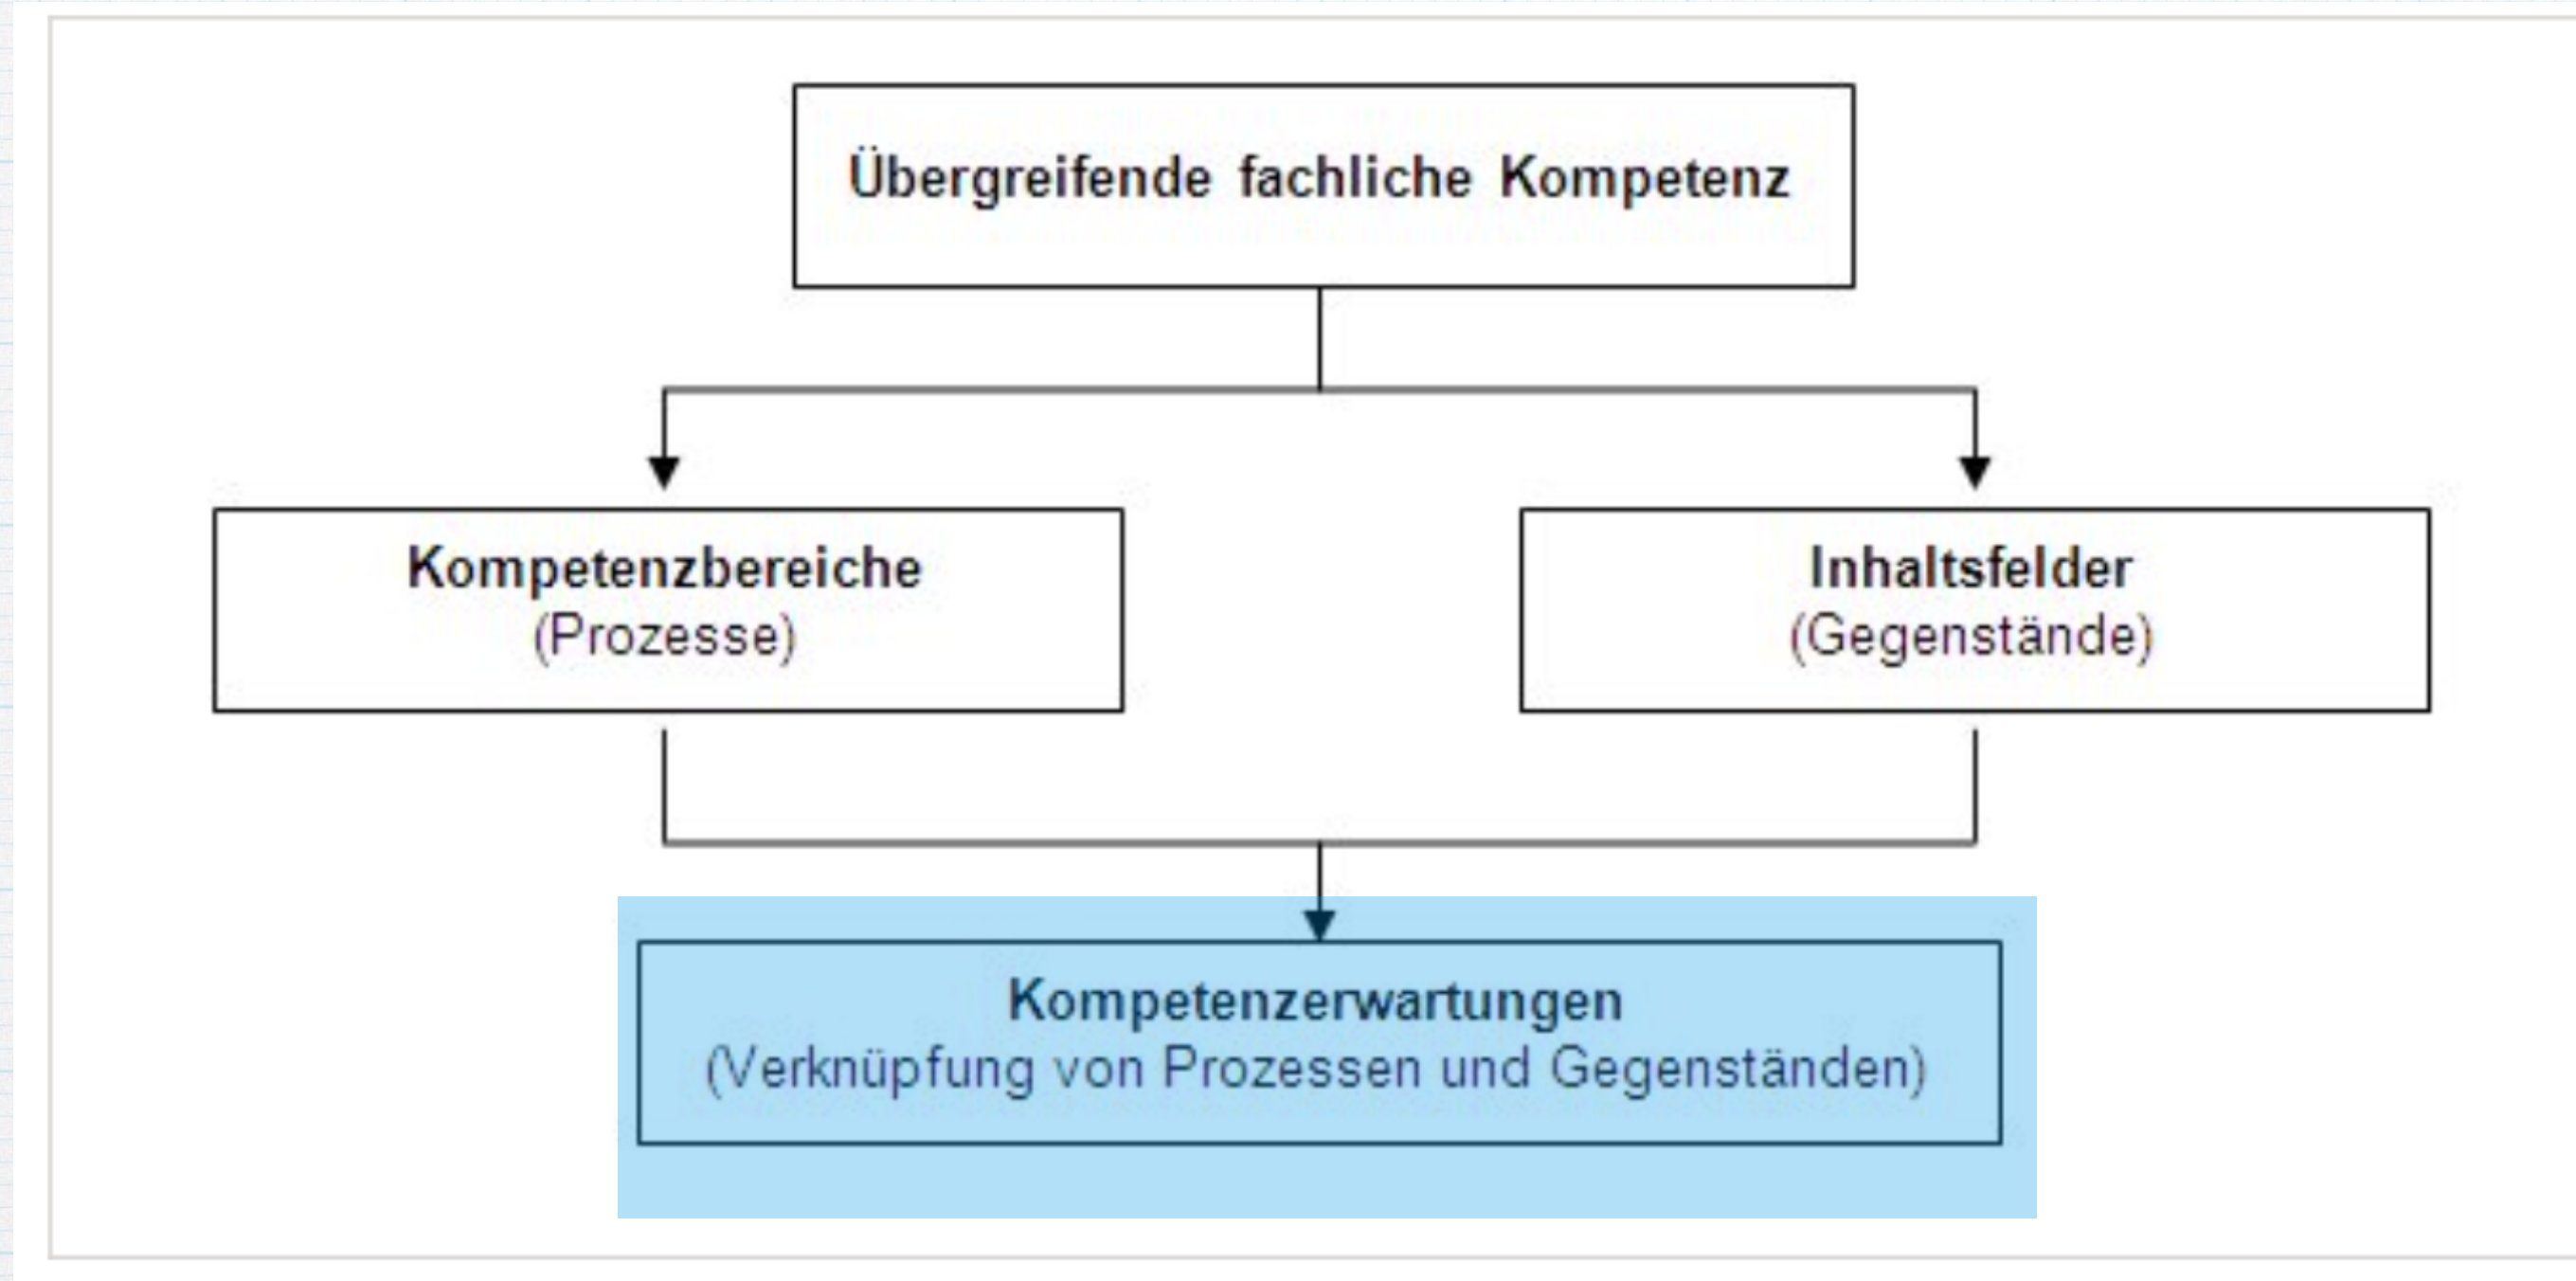 Übergreifende fachliche Kompetenz
Kompetenzbereiche
(Prozesse)
Inhaltsfelder
(Gegenstände)
Kompetenzerwartungen
(Verknüpfung von Prozessen und Gegenständen)